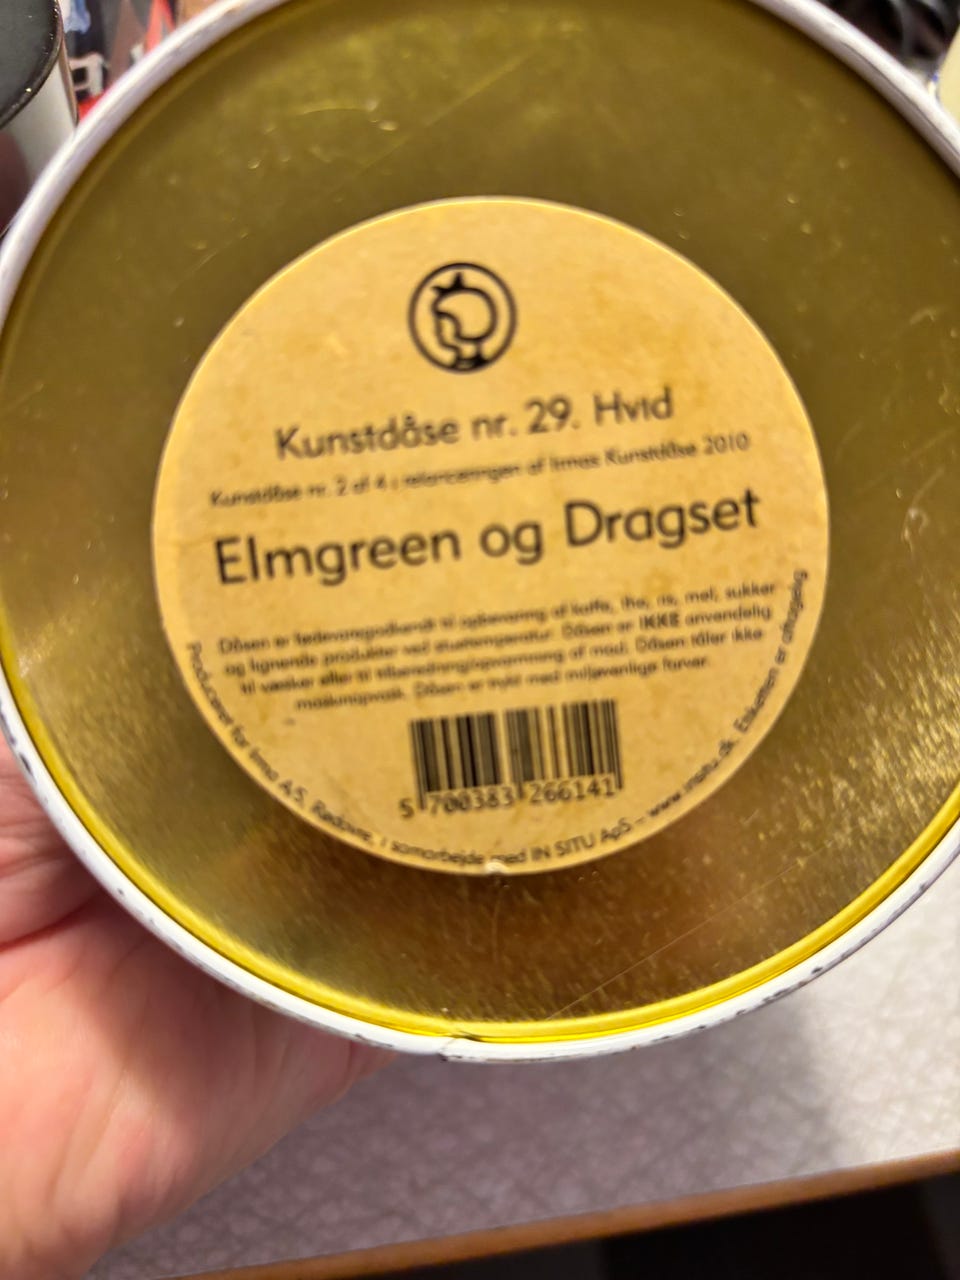 Kunstdåse nr. 29. Hvid
Kunstdåse nr. 2 af 4 i relanceringen af Irmas Kunstdåse 2010
Elmgreen og Dragset
Dåsen er fødevaregodkendt til opbevaring af kaffe, the, ris, mel, sukker
og lignende produkter ved stuetemperatur. Dåsen er IKKE anvendelig
til væsker eller til tilberedning/opvarmning af mad. Dåsen tåler ikke
maskinopvask. Dåsen er trykt med miljøvenlige farver.
5 700383 266141
Produceret for Irma A/S, Rødovre, i samarbejde med IN SITU ApS – www.insitu.dk. Etiketten er aftagelig